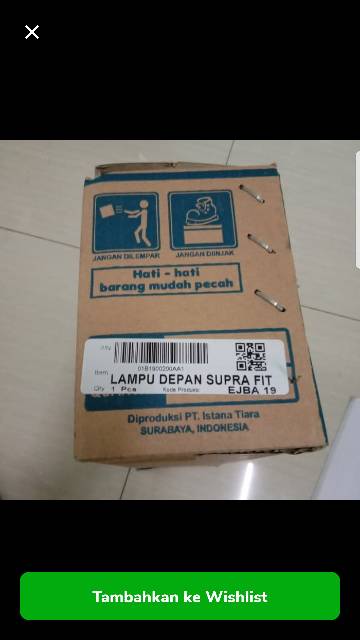 JANGAN DILEMPAR
JANGAN DIINJAK
Hati - hati
barang mudah pecah
01B1900200AA1
Item
LAMPU DEPAN SUPRA FIT
Qty 1 Pcs
Kode Produksi
EJBA 19
Diproduksi PT. Istana Tiara
SURABAYA, INDONESIA
Tambahkan ke Wishlist